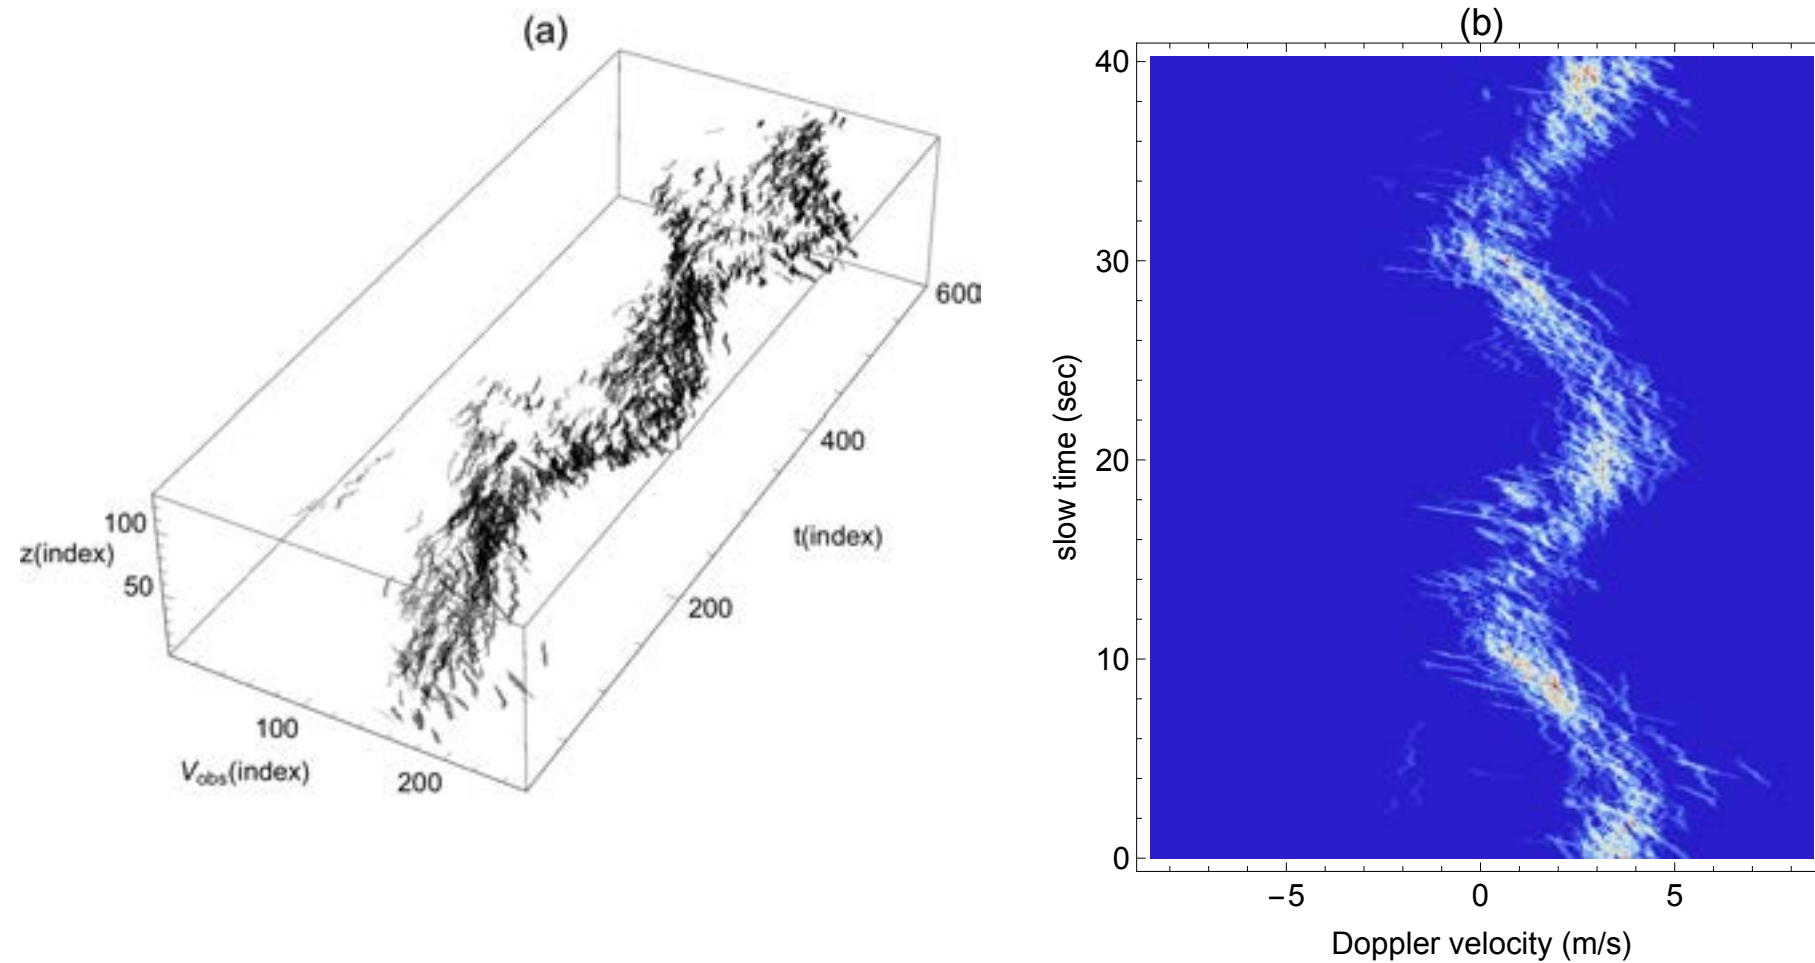 (a)
100
z(index)
50
100
V_obs(index)
200
200
t(index)
400
600
(b)
40
30
20
10
0
slow time (sec)
−5
0
5
Doppler velocity (m/s)